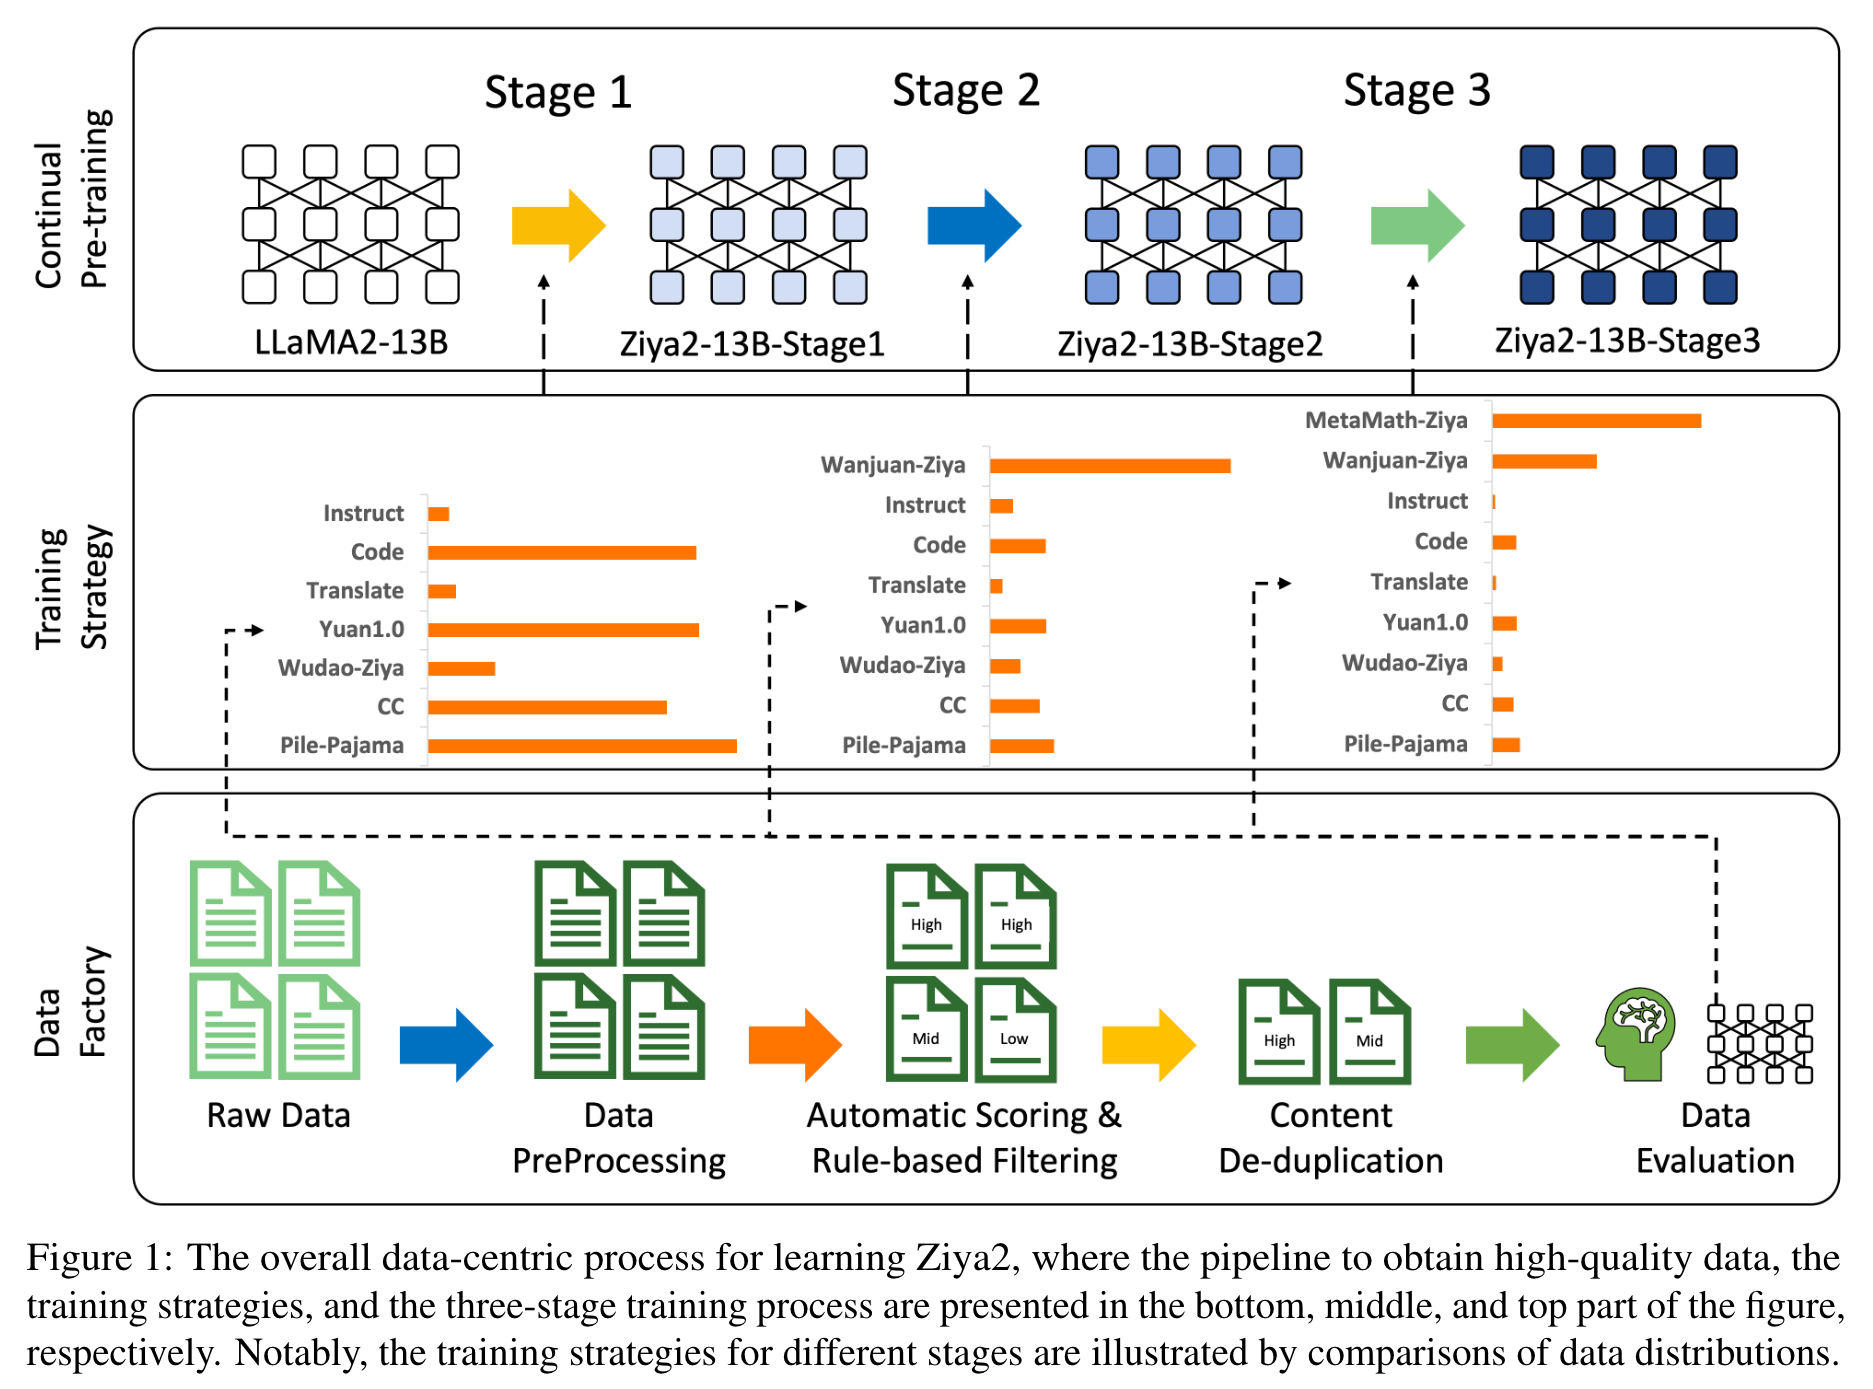 Continual
Pre-training
Stage 1
Stage 2
Stage 3
LLaMA2-13B
Ziya2-13B-Stage1
Ziya2-13B-Stage2
Ziya2-13B-Stage3
Training
Strategy
Instruct
Code
Translate
Yuan1.0
Wudao-Ziya
CC
Pile-Pajama
Wanjuan-Ziya
Instruct
Code
Translate
Yuan1.0
Wudao-Ziya
CC
Pile-Pajama
MetaMath-Ziya
Wanjuan-Ziya
Instruct
Code
Translate
Yuan1.0
Wudao-Ziya
CC
Pile-Pajama
Data
Factory
High
High
Mid
Low
High
Mid
Raw Data
Data
PreProcessing
Automatic Scoring &
Rule-based Filtering
Content
De-duplication
Data
Evaluation
Figure 1: The overall data-centric process for learning Ziya2, where the pipeline to obtain high-quality data, the
training strategies, and the three-stage training process are presented in the bottom, middle, and top part of the figure,
respectively. Notably, the training strategies for different stages are illustrated by comparisons of data distributions.